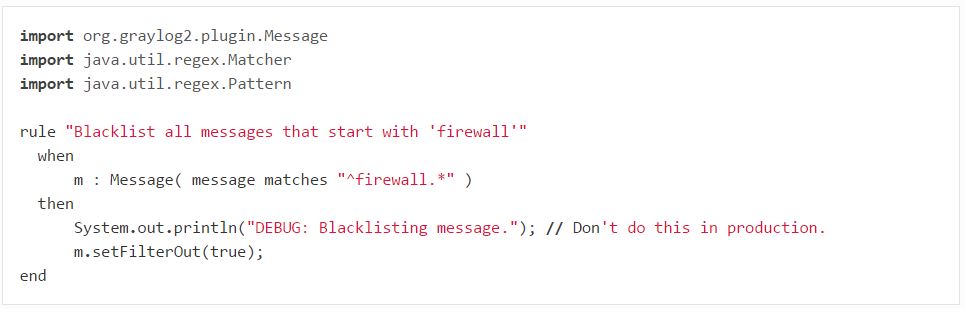 import org.graylog2.plugin.Message
import java.util.regex.Matcher
import java.util.regex.Pattern
rule "Blacklist all messages that start with 'firewall'"
when
m : Message( message matches "^firewall.*" )
then
System.out.println("DEBUG: Blacklisting message."); // Don't do this in production.
m.setFilterOut(true);
end